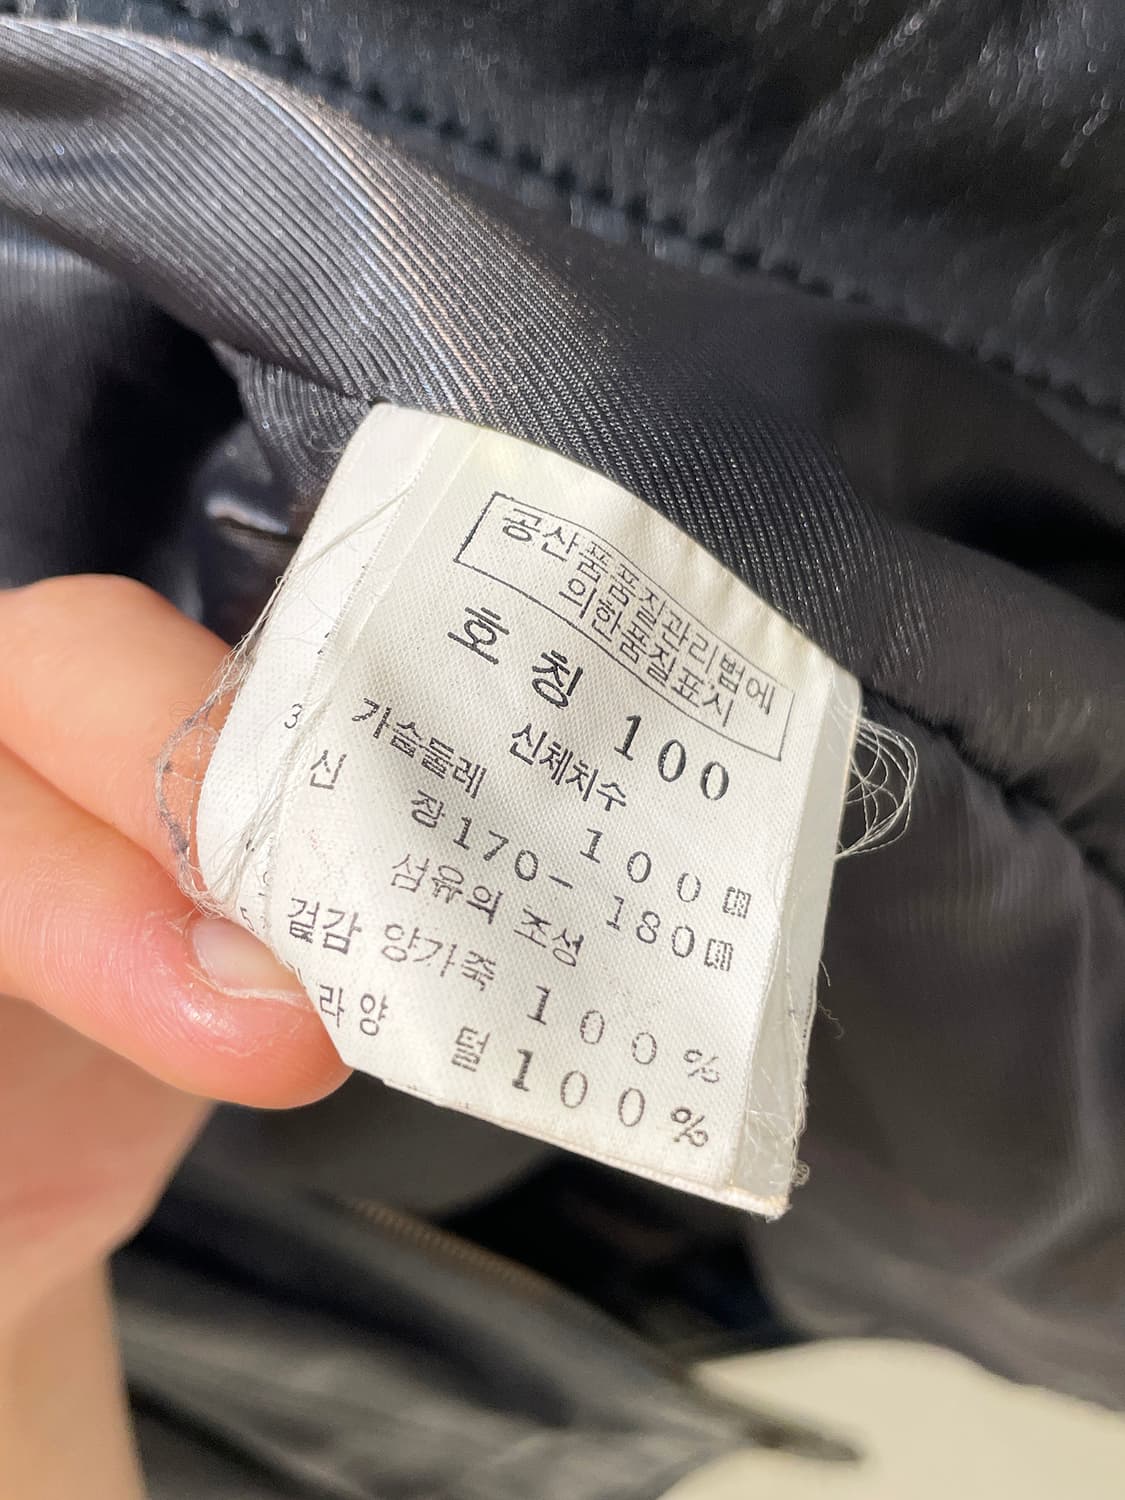 공산품품질관리법에
의한품질표시
호칭 100
신체치수
가슴둘레 100㎝
신 장170-180㎝
섬유의 조성
겉감 양가죽 100%
라양 털100%
3